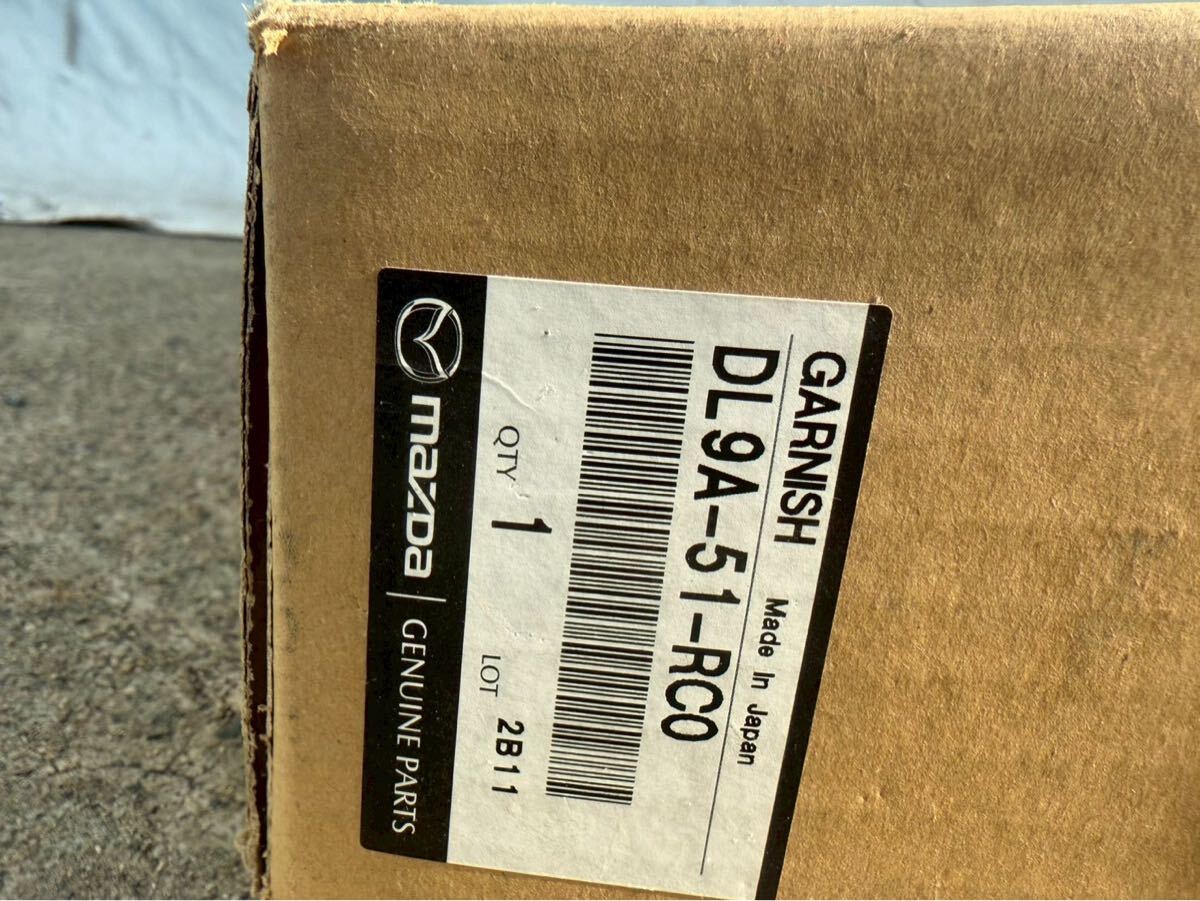 GARNISH
Made In Japan
DL9A-51-RC0
QTY 1
LOT 2B11
mazda | GENUINE PARTS